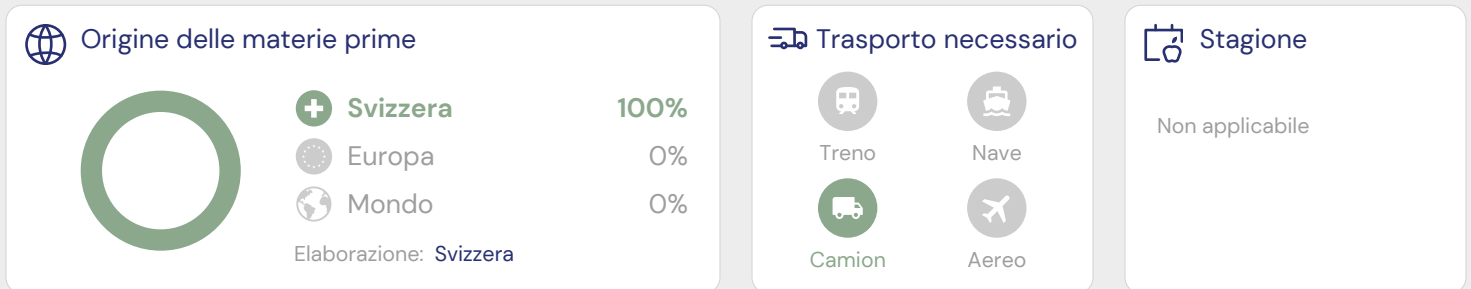 Origine delle materie prime
Svizzera 100%
Europa 0%
Mondo 0%
Elaborazione: Svizzera
Trasporto necessario
Treno
Nave
Camion
Aereo
Stagione
Non applicabile